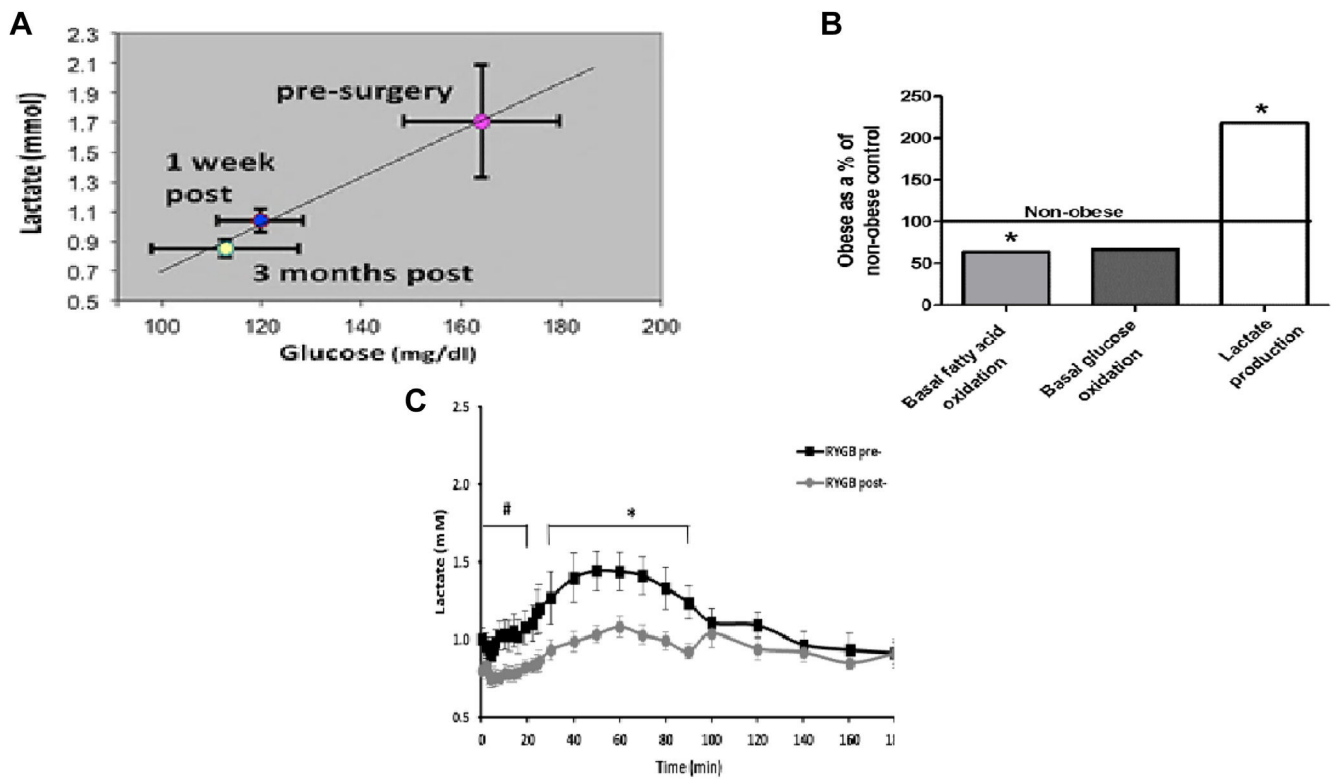 A
2.3
2.1
1.9
1.7
1.5
1.3
1.1
0.9
0.7
0.5
Lactate (mmol)
pre-surgery
1 week
post
3 months post
100 120 140 160 180 200
Glucose (mg/dl)
B
250
200
150
100
50
0
Obese as a % of
non-obese control
Non-obese
*
*
Basal fatty acid
oxidation
Basal glucose
oxidation
Lactate
production
C
2.5
2.0
1.5
1.0
0.5
Lactate (mM)
#
*
RYGB pre-
RYGB post-
0 20 40 60 80 100 120 140 160
Time (min)